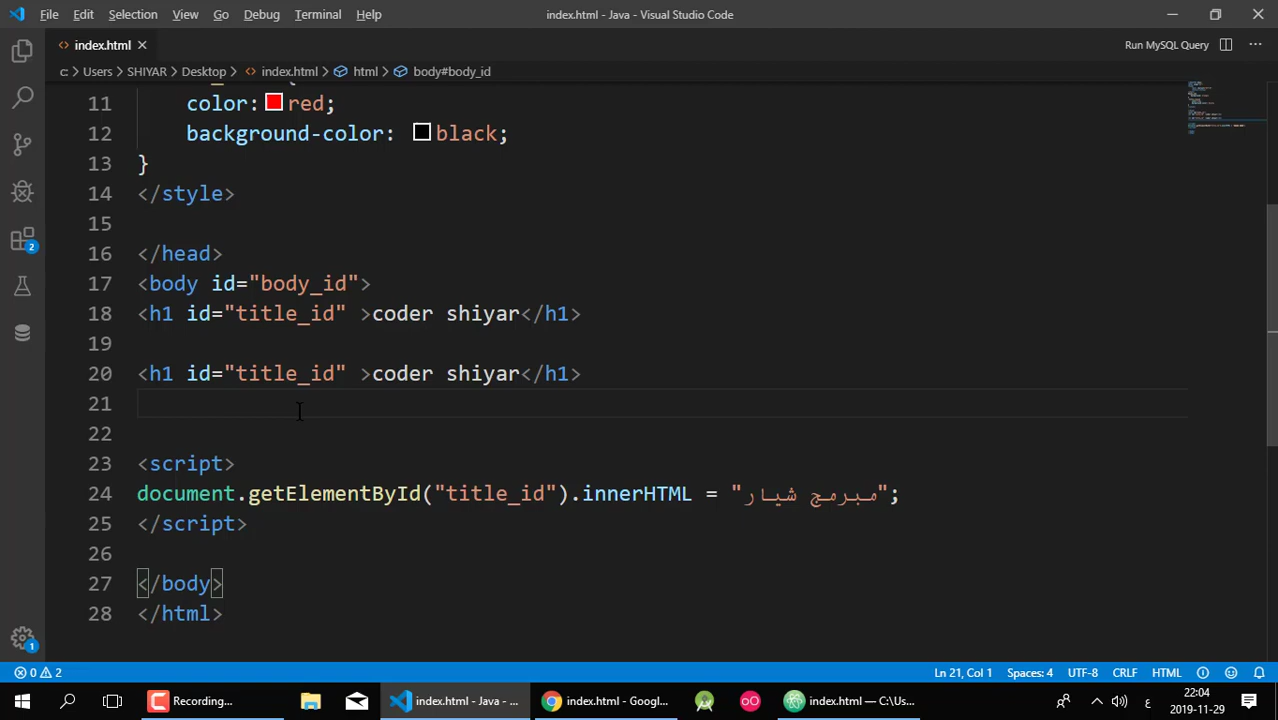 File Edit Selection View Go Debug Terminal Help
index.html - Java - Visual Studio Code
index.html
Run MySQL Query
c: Users SHIYAR Desktop index.html html body#body_id
11 color: red;
12 background-color: black;
13 }
14 </style>
15
16 </head>
17 <body id="body_id">
18 <h1 id="title_id" >coder shiyar</h1>
19
20 <h1 id="title_id" >coder shiyar</h1>
21
22
23 <script>
24 document.getElementById("title_id").innerHTML = "مبرمج شيار";
25 </script>
26
27 </body>
28 </html>
2
1
0 2
Ln 21, Col 1 Spaces: 4 UTF-8 CRLF HTML
Recording...
index.html - Java - ...
index.html - Googl...
index.html — C:\Us...
ع
22:04
2019-11-29